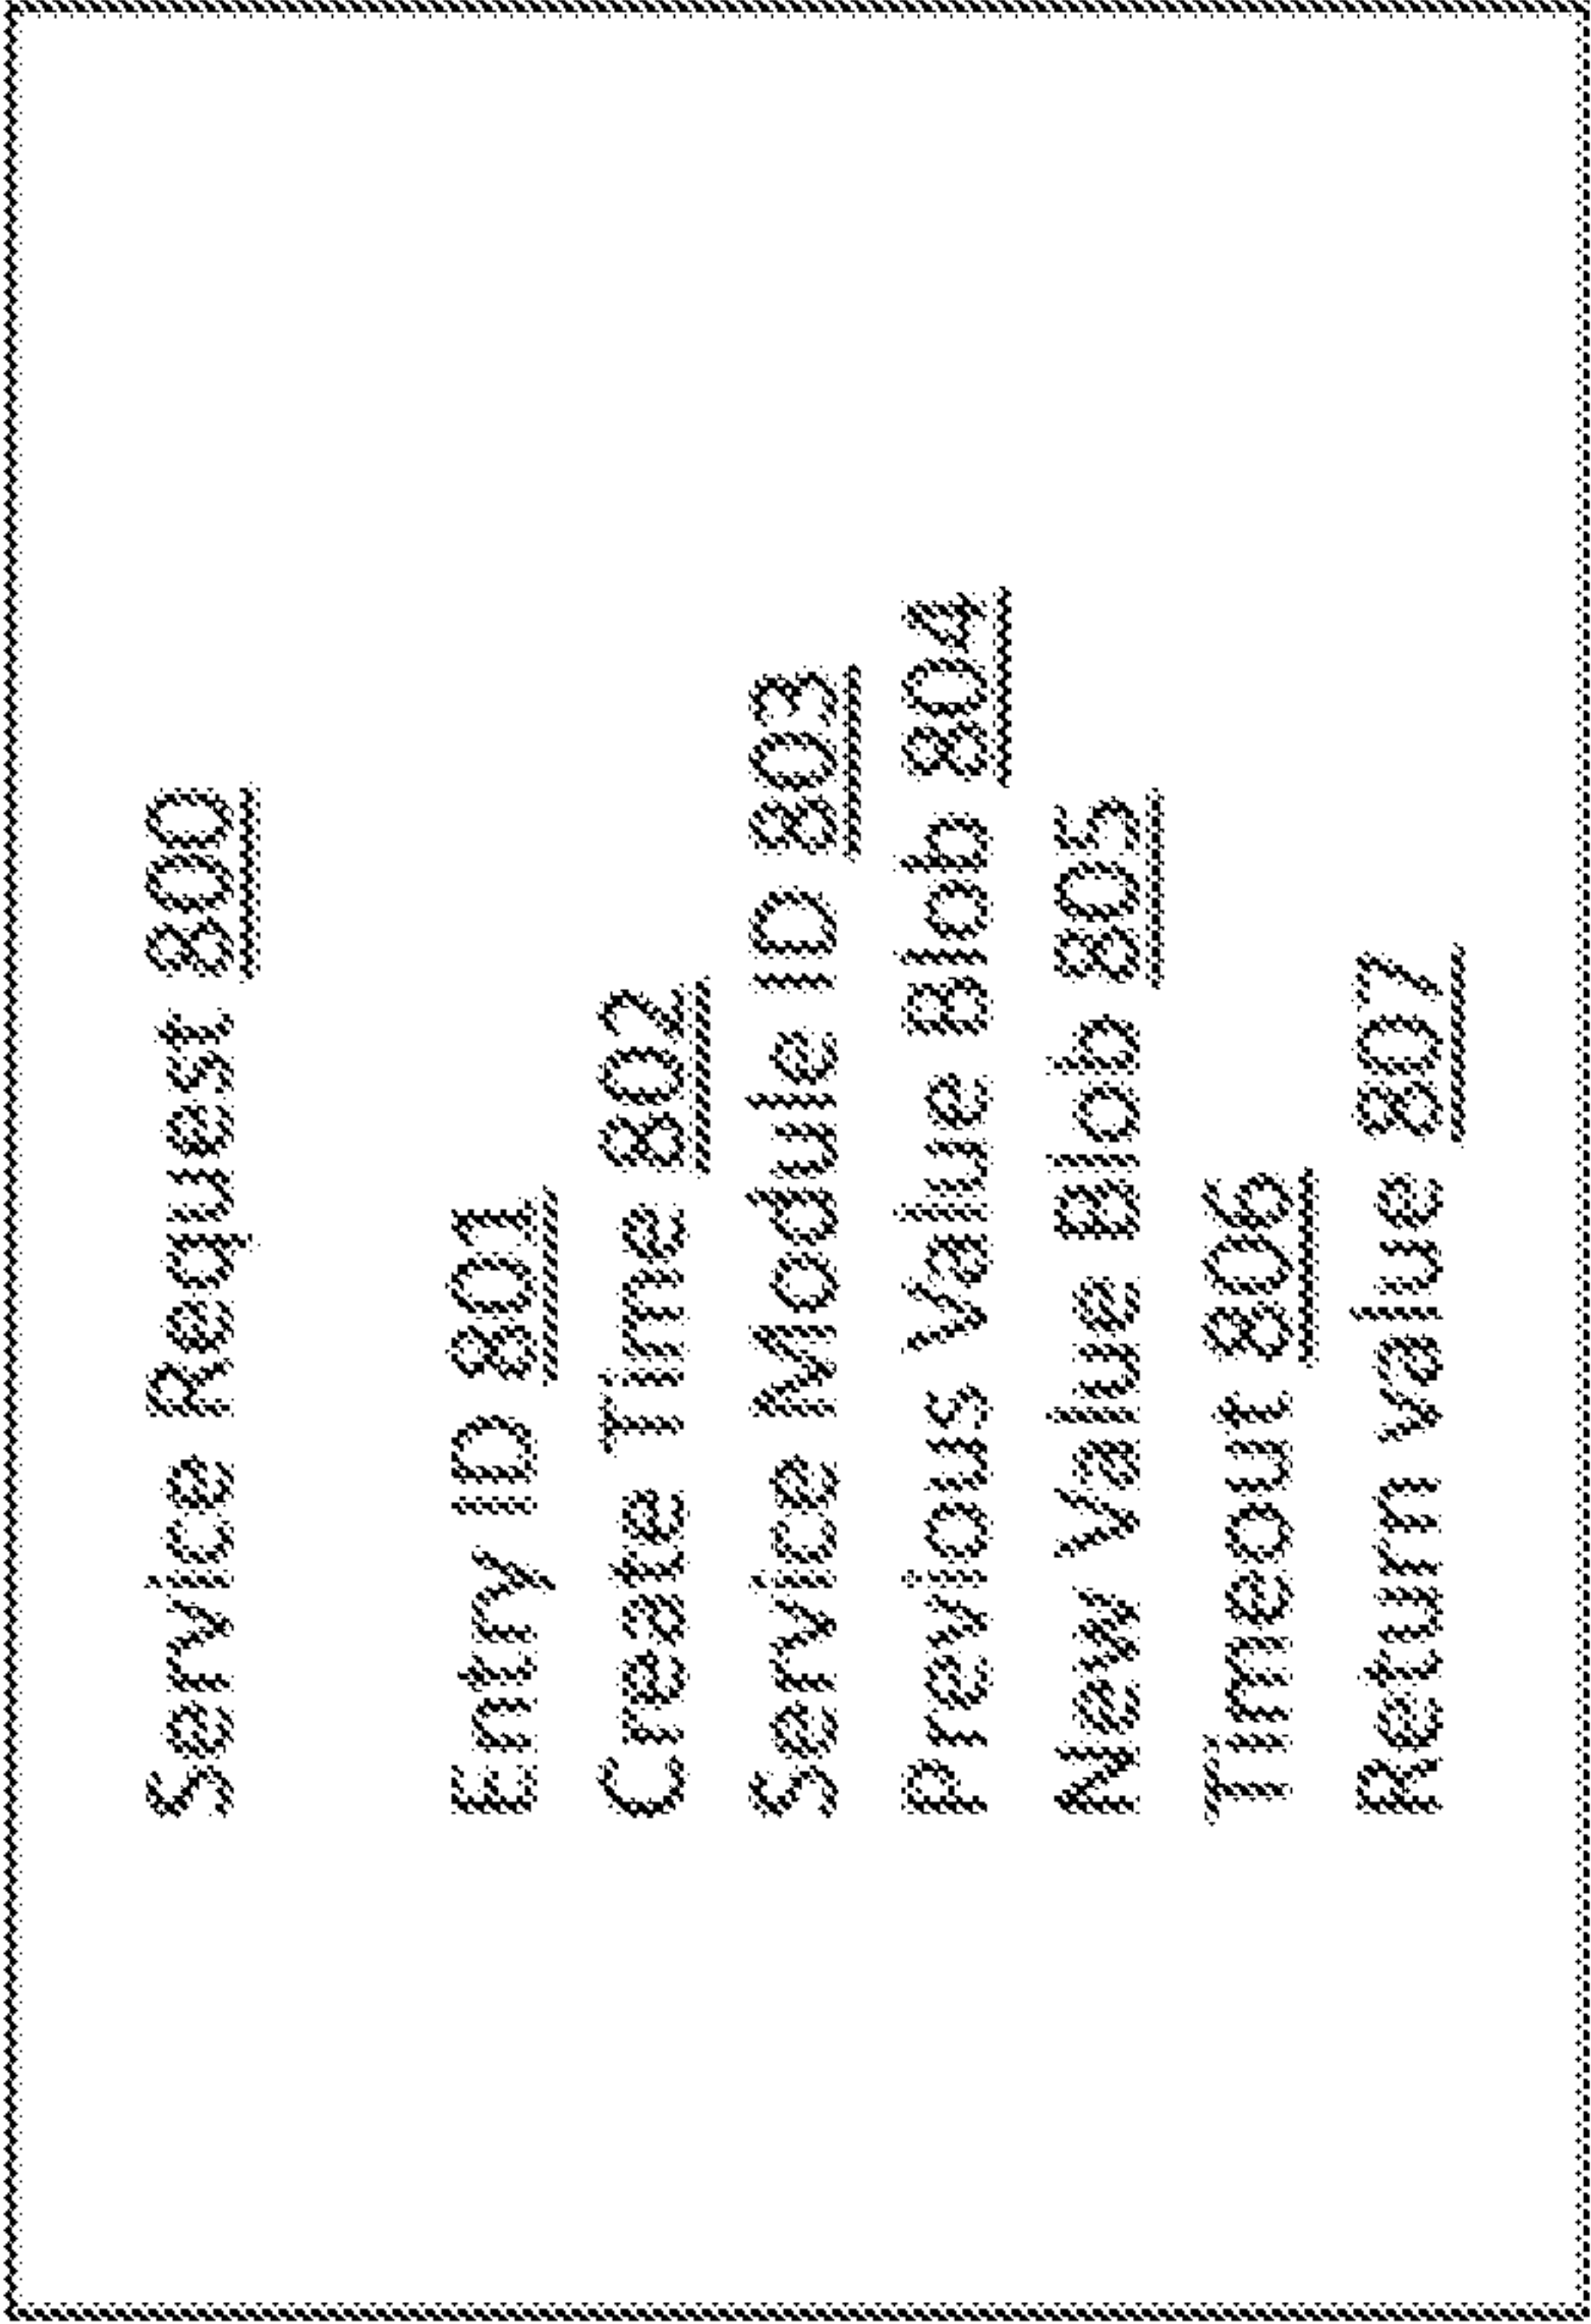 Service Request 800
Entry ID 801
Create Time 802
Service Module ID 803
Previous Value Blob 804
New Value Blob 805
Timeout 806
Return value 807